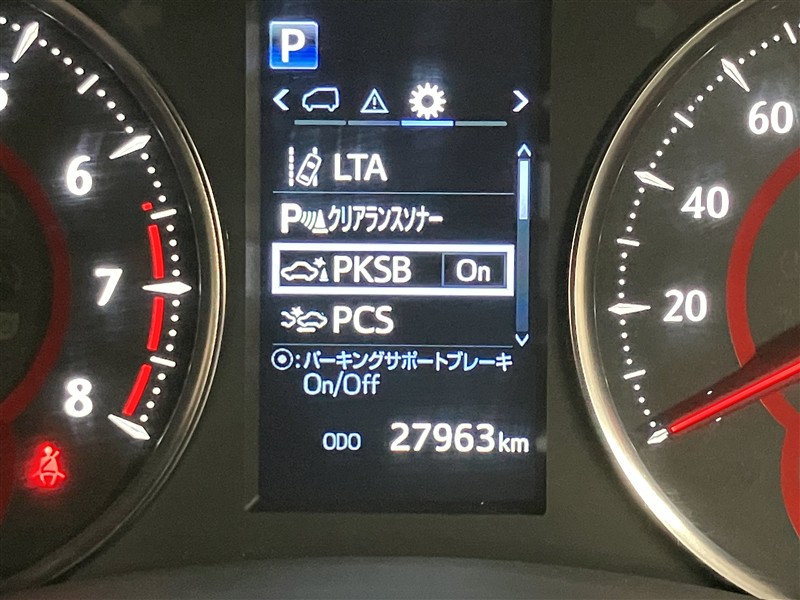 P
LTA
Pクリアランスソナー
PKSB On
PCS
:パーキングサポートブレーキ
On/Off
ODO 27963km
6
7
8
60
40
20